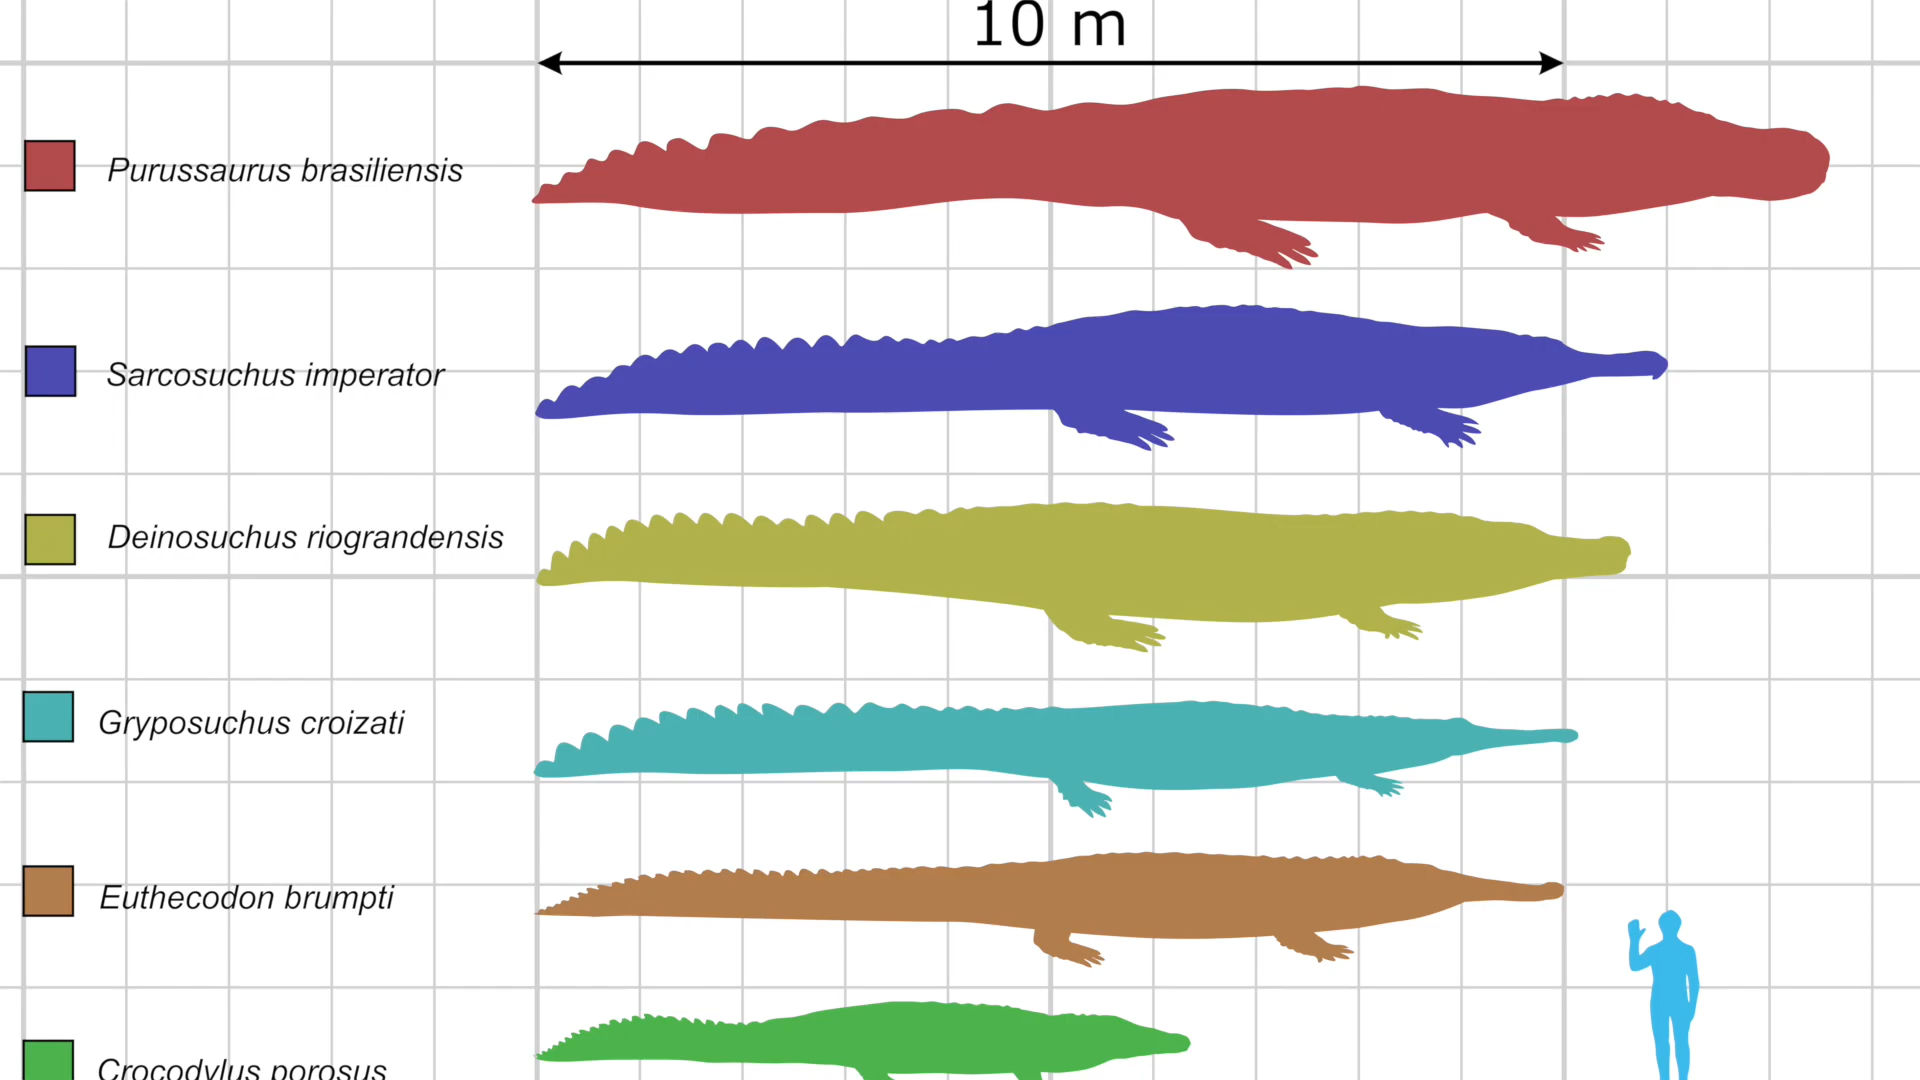 10 m
Purussaurus brasiliensis
Sarcosuchus imperator
Deinosuchus riograndensis
Gryposuchus croizati
Euthecodon brumpti
Crocodylus porosus